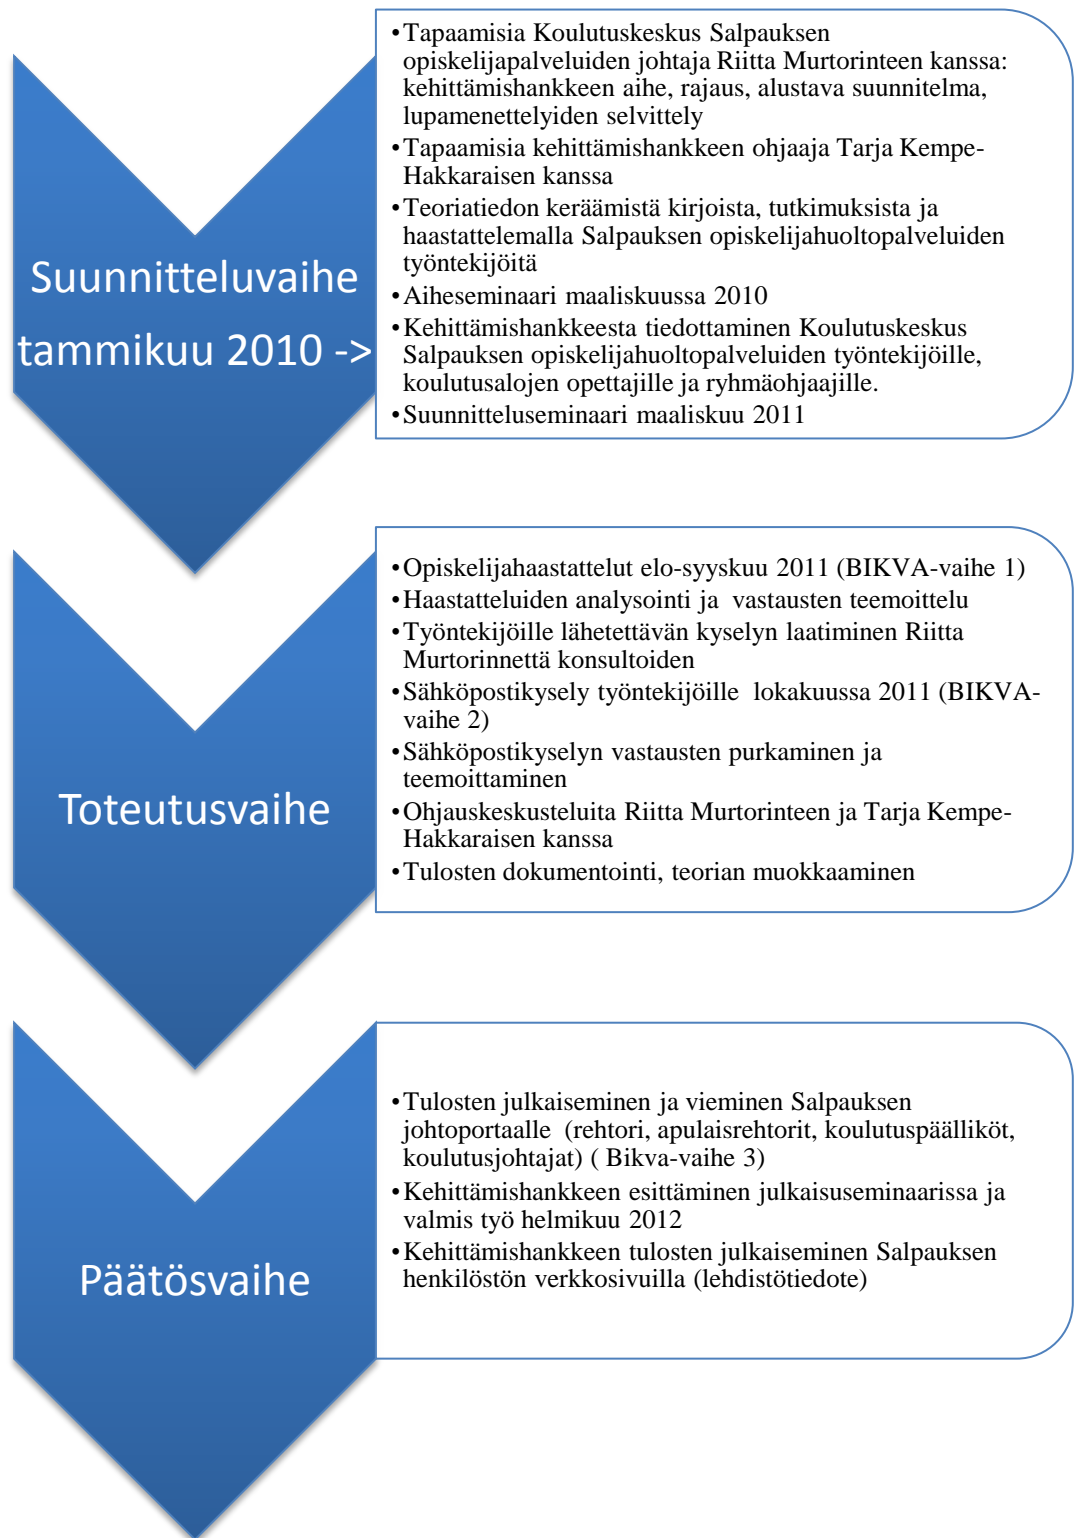 Suunnitteluvaihe
tammikuu 2010 ->
•Tapaamisia Koulutuskeskus Salpauksen
opiskelijapalveluiden johtaja Riitta Murtorinteen kanssa:
kehittämishankkeen aihe, rajaus, alustava suunnitelma,
lupamenettelyiden selvittely
•Tapaamisia kehittämishankkeen ohjaaja Tarja Kempe-
Hakkaraisen kanssa
•Teoriatiedon keräämistä kirjoista, tutkimuksista ja
haastattelemalla Salpauksen opiskelijahuoltopalveluiden
työntekijöitä
•Aiheseminaari maaliskuussa 2010
•Kehittämishankkeesta tiedottaminen Koulutuskeskus
Salpauksen opiskelijahuoltopalveluiden työntekijöille,
koulutusalojen opettajille ja ryhmäohjaajille.
•Suunnitteluseminaari maaliskuu 2011
Toteutusvaihe
•Opiskelijahaastattelut elo-syyskuu 2011 (BIKVA-vaihe 1)
•Haastatteluiden analysointi ja  vastausten teemoittelu
•Työntekijöille lähetettävän kyselyn laatiminen Riitta
Murtorinnettä konsultoiden
•Sähköpostikysely työntekijöille  lokakuussa 2011 (BIKVA-
vaihe 2)
•Sähköpostikyselyn vastausten purkaminen ja
teemoittaminen
•Ohjauskeskusteluita Riitta Murtorinteen ja Tarja Kempe-
Hakkaraisen kanssa
•Tulosten dokumentointi, teorian muokkaaminen
Päätösvaihe
•Tulosten julkaiseminen ja vieminen Salpauksen
johtoportaalle  (rehtori, apulaisrehtorit, koulutuspäälliköt,
koulutusjohtajat) ( Bikva-vaihe 3)
•Kehittämishankkeen esittäminen julkaisuseminaarissa ja
valmis työ helmikuu 2012
•Kehittämishankkeen tulosten julkaiseminen Salpauksen
henkilöstön verkkosivuilla (lehdistötiedote)